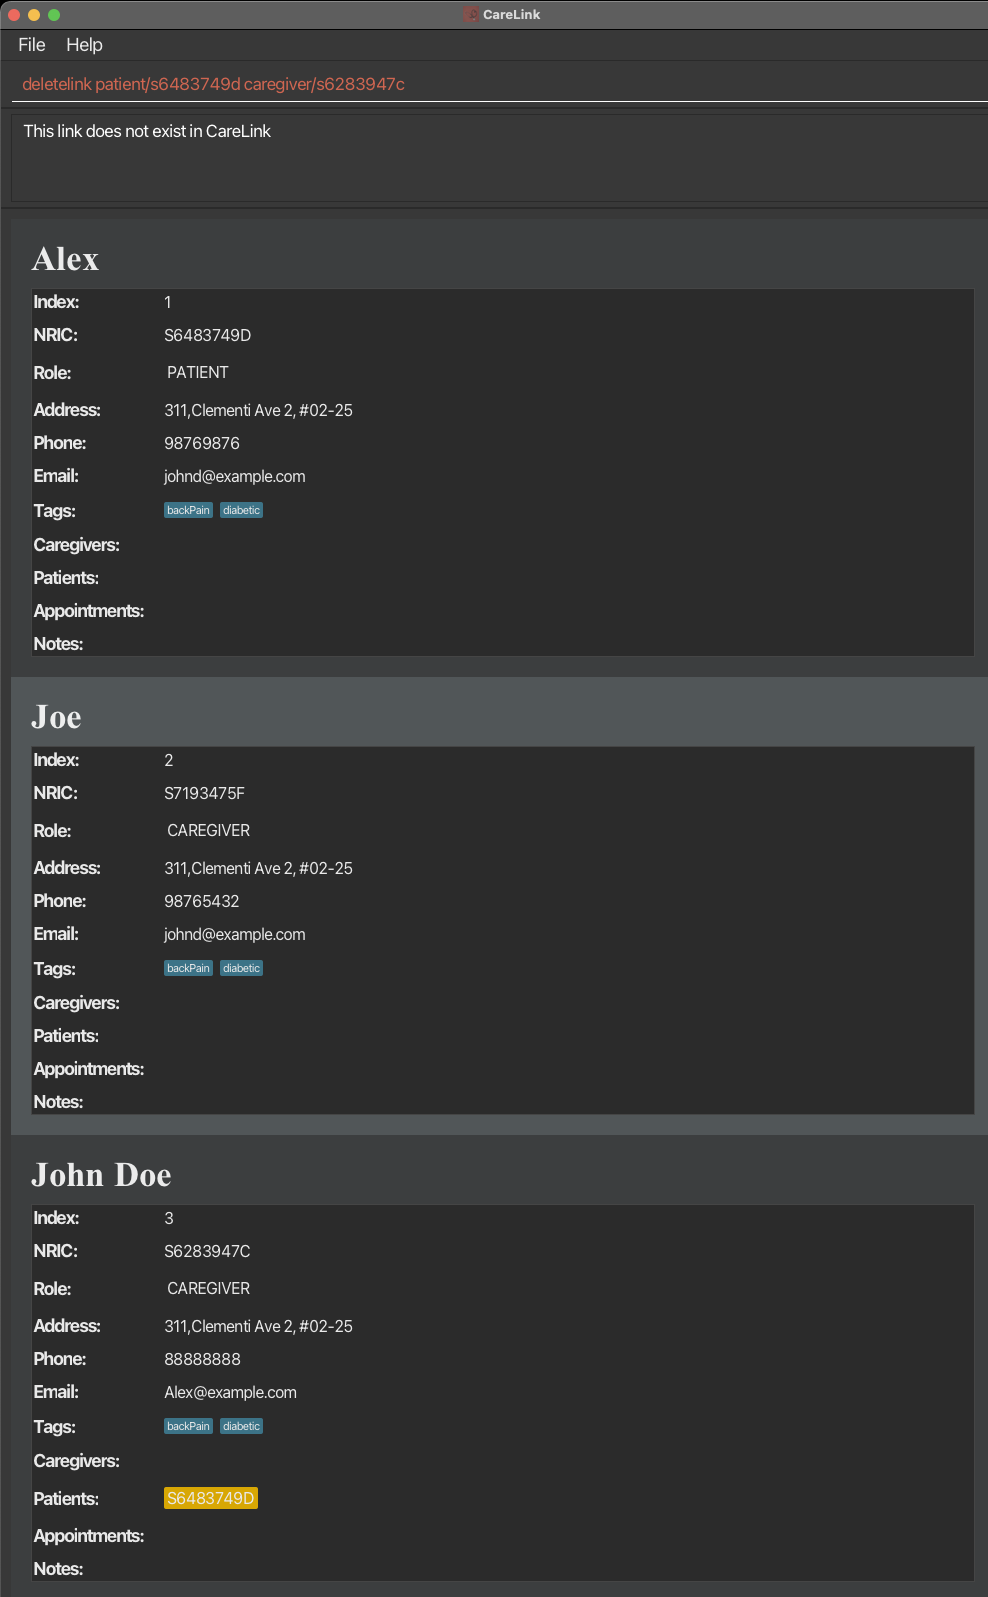 CareLink
File Help
deletelink patient/s6483749d caregiver/s6283947c
This link does not exist in CareLink
Alex
Index: 1
NRIC: S6483749D
Role: PATIENT
Address: 311,Clementi Ave 2, #02-25
Phone: 98769876
Email: johnd@example.com
Tags: backPain diabetic
Caregivers:
Patients:
Appointments:
Notes:
Joe
Index: 2
NRIC: S7193475F
Role: CAREGIVER
Address: 311,Clementi Ave 2, #02-25
Phone: 98765432
Email: johnd@example.com
Tags: backPain diabetic
Caregivers:
Patients:
Appointments:
Notes:
John Doe
Index: 3
NRIC: S6283947C
Role: CAREGIVER
Address: 311,Clementi Ave 2, #02-25
Phone: 88888888
Email: Alex@example.com
Tags: backPain diabetic
Caregivers:
Patients: S6483749D
Appointments:
Notes: